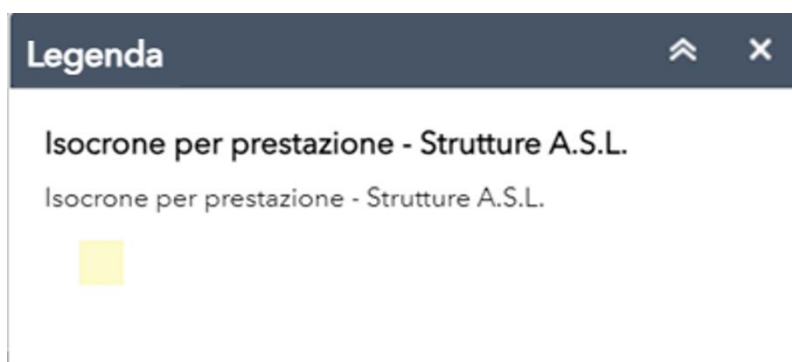 Legenda
Isocrone per prestazione - Strutture A.S.L.
Isocrone per prestazione - Strutture A.S.L.